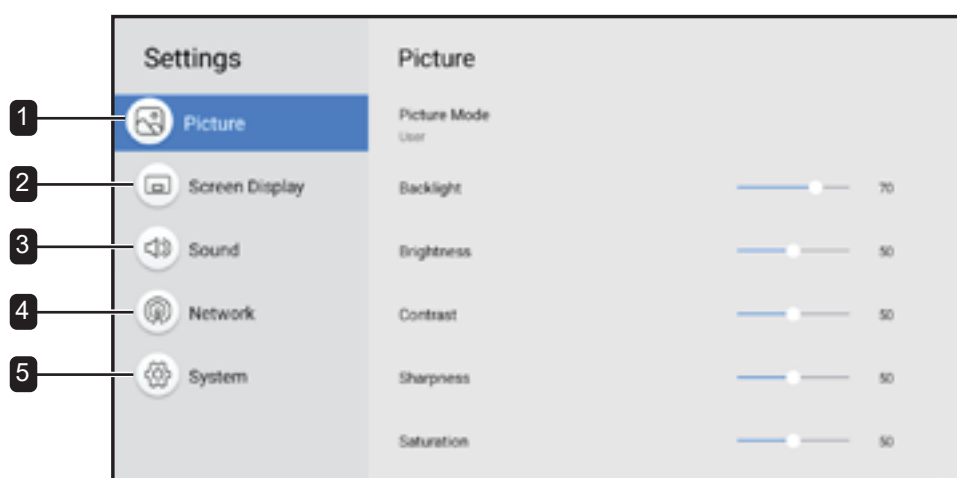 Settings
Picture
1 Picture
2 Screen Display
3 Sound
4 Network
5 System
Picture Mode
User
Backlight 70
Brightness 50
Contrast 50
Sharpness 50
Saturation 50